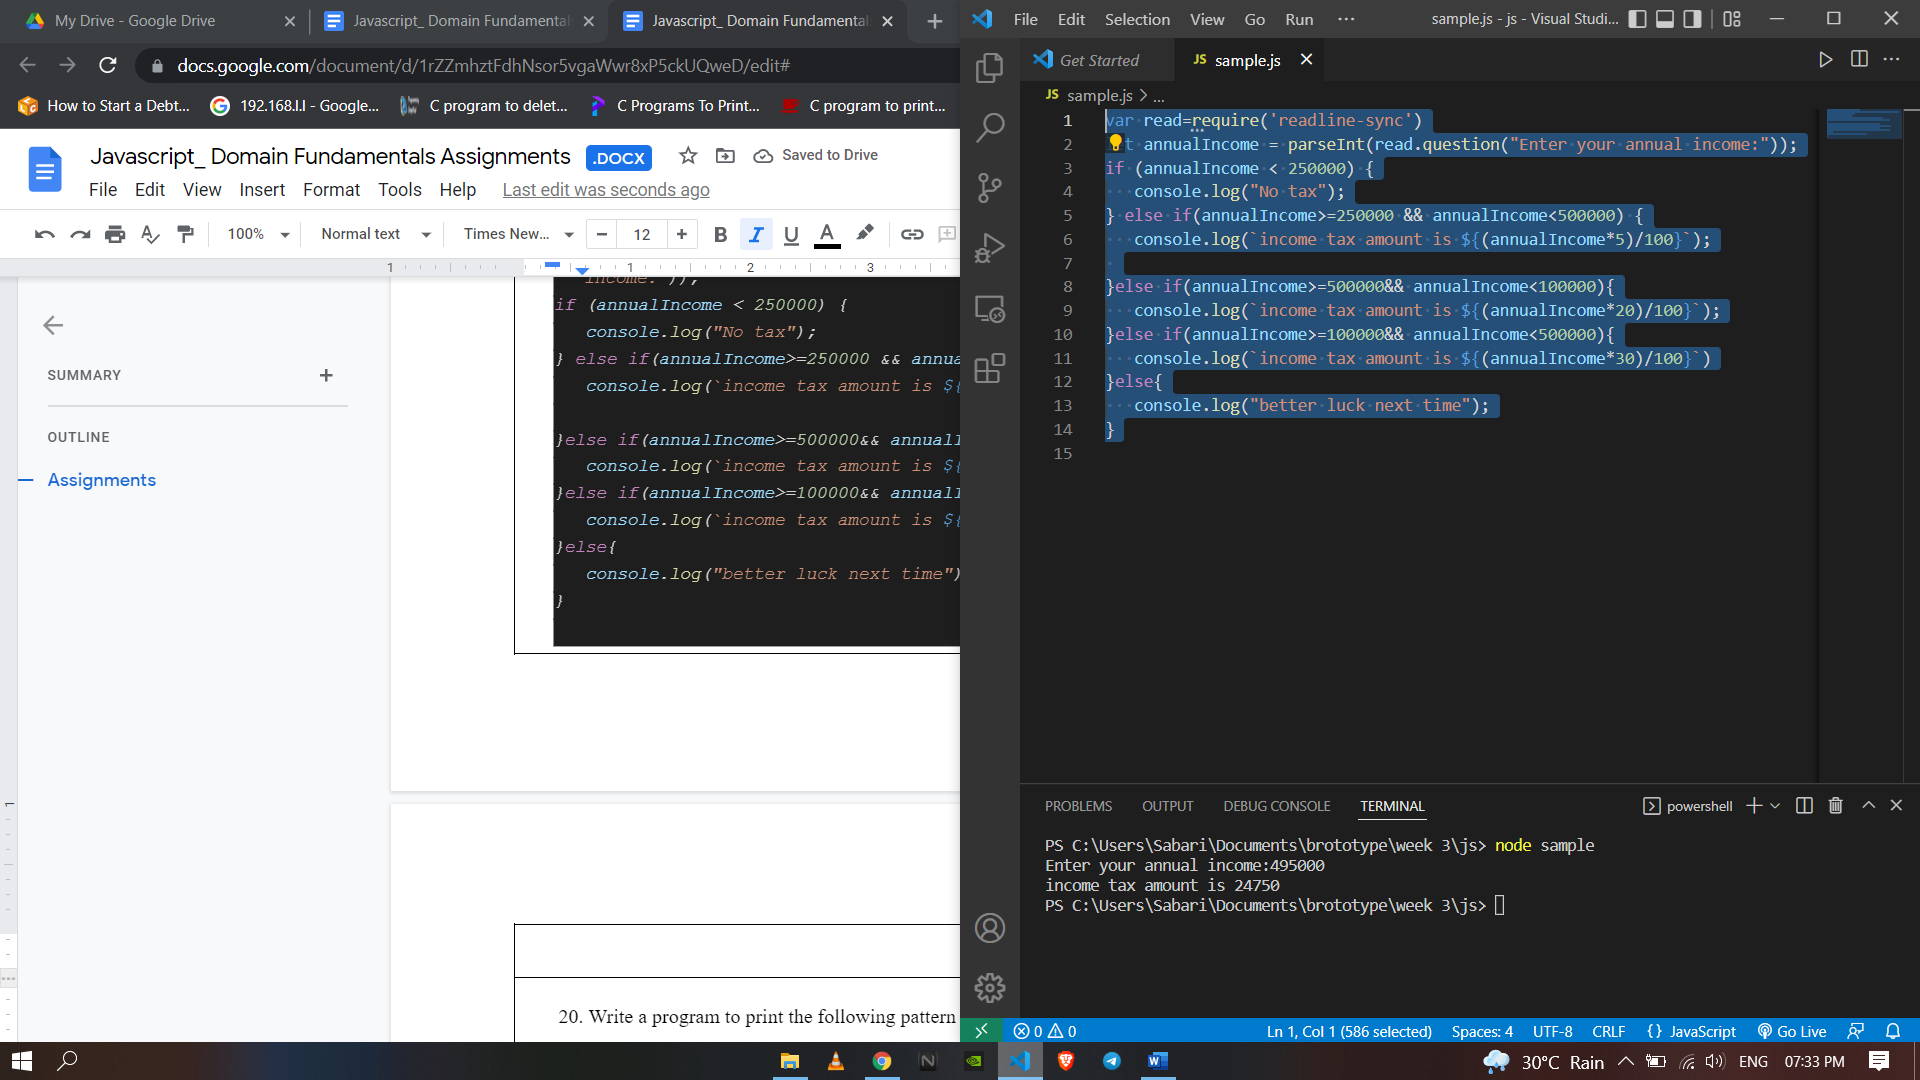 My Drive - Google Drive
Javascript_ Domain Fundamental
Javascript_ Domain Fundamental
docs.google.com/document/d/1rZZmhztFdhNsor5vgaWwr8xP5ckUQweD/edit#
How to Start a Debt...
192.168.l.l - Google...
C program to delet...
C Programs To Print...
C program to print...
Javascript_ Domain Fundamentals Assignments
.DOCX
Saved to Drive
File Edit View Insert Format Tools Help
Last edit was seconds ago
100%
Normal text
Times New...
12
B I U A
1 1 2 3
SUMMARY
OUTLINE
Assignments
income:"));
if (annualIncome < 250000) {
console.log("No tax");
} else if(annualIncome>=250000 && annua
console.log(`income tax amount is ${
}else if(annualIncome>=500000&& annualI
console.log(`income tax amount is ${
}else if(annualIncome>=100000&& annualI
console.log(`income tax amount is ${
}else{
console.log("better luck next time")
}
20. Write a program to print the following pattern
File Edit Selection View Go Run ···
sample.js - js - Visual Studi...
Get Started
JS sample.js
JS sample.js > ...
1 var read=require('readline-sync')
2 t annualIncome = parseInt(read.question("Enter your annual income:"));
3 if (annualIncome < 250000) {
4 console.log("No tax");
5 } else if(annualIncome>=250000 && annualIncome<500000) {
6 console.log(`income tax amount is ${(annualIncome*5)/100}`);
7
8 }else if(annualIncome>=500000&& annualIncome<100000){
9 console.log(`income tax amount is ${(annualIncome*20)/100}`);
10 }else if(annualIncome>=100000&& annualIncome<500000){
11 console.log(`income tax amount is ${(annualIncome*30)/100}`)
12 }else{
13 console.log("better luck next time");
14 }
15
PROBLEMS OUTPUT DEBUG CONSOLE TERMINAL
powershell
PS C:\Users\Sabari\Documents\brototype\week 3\js> node sample
Enter your annual income:495000
income tax amount is 24750
PS C:\Users\Sabari\Documents\brototype\week 3\js>
0 0
Ln 1, Col 1 (586 selected)
Spaces: 4
UTF-8
CRLF
{} JavaScript
Go Live
30°C Rain
ENG
07:33 PM